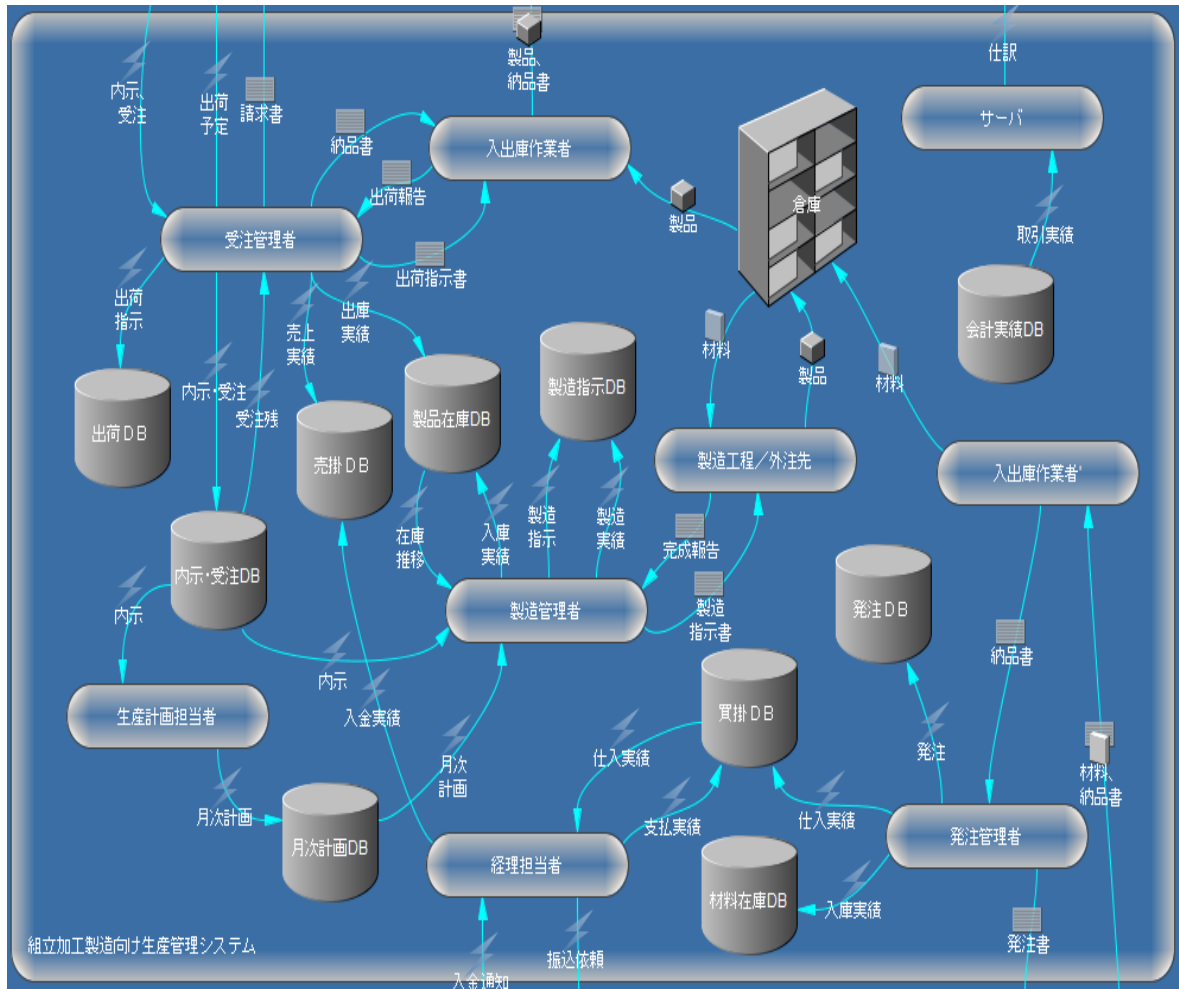 製品、
納品書
仕訳
内示、
受注
出荷
予定
請求書
納品書
入出庫作業者
サーバ
出荷報告
製品
倉庫
取引実績
受注管理者
出荷指示書
出荷
指示
売上
実績
出庫
実績
会計実績DB
材料
製品
材料
製造指示DB
内示・受注
受注残
製品在庫DB
出荷DB
売掛DB
製造工程／外注先
入出庫作業者'
在庫
推移
入庫
実績
製造
指示
製造
実績
完成報告
内示・受注DB
内示
製造管理者
製造
指示書
発注DB
納品書
内示
生産計画担当者
入金実績
買掛DB
月次
計画
仕入実績
発注
材料、
納品書
月次計画
支払実績
仕入実績
月次計画DB
経理担当者
発注管理者
材料在庫DB
入庫実績
組立加工製造向け生産管理システム
振込依頼
発注書
入金通知